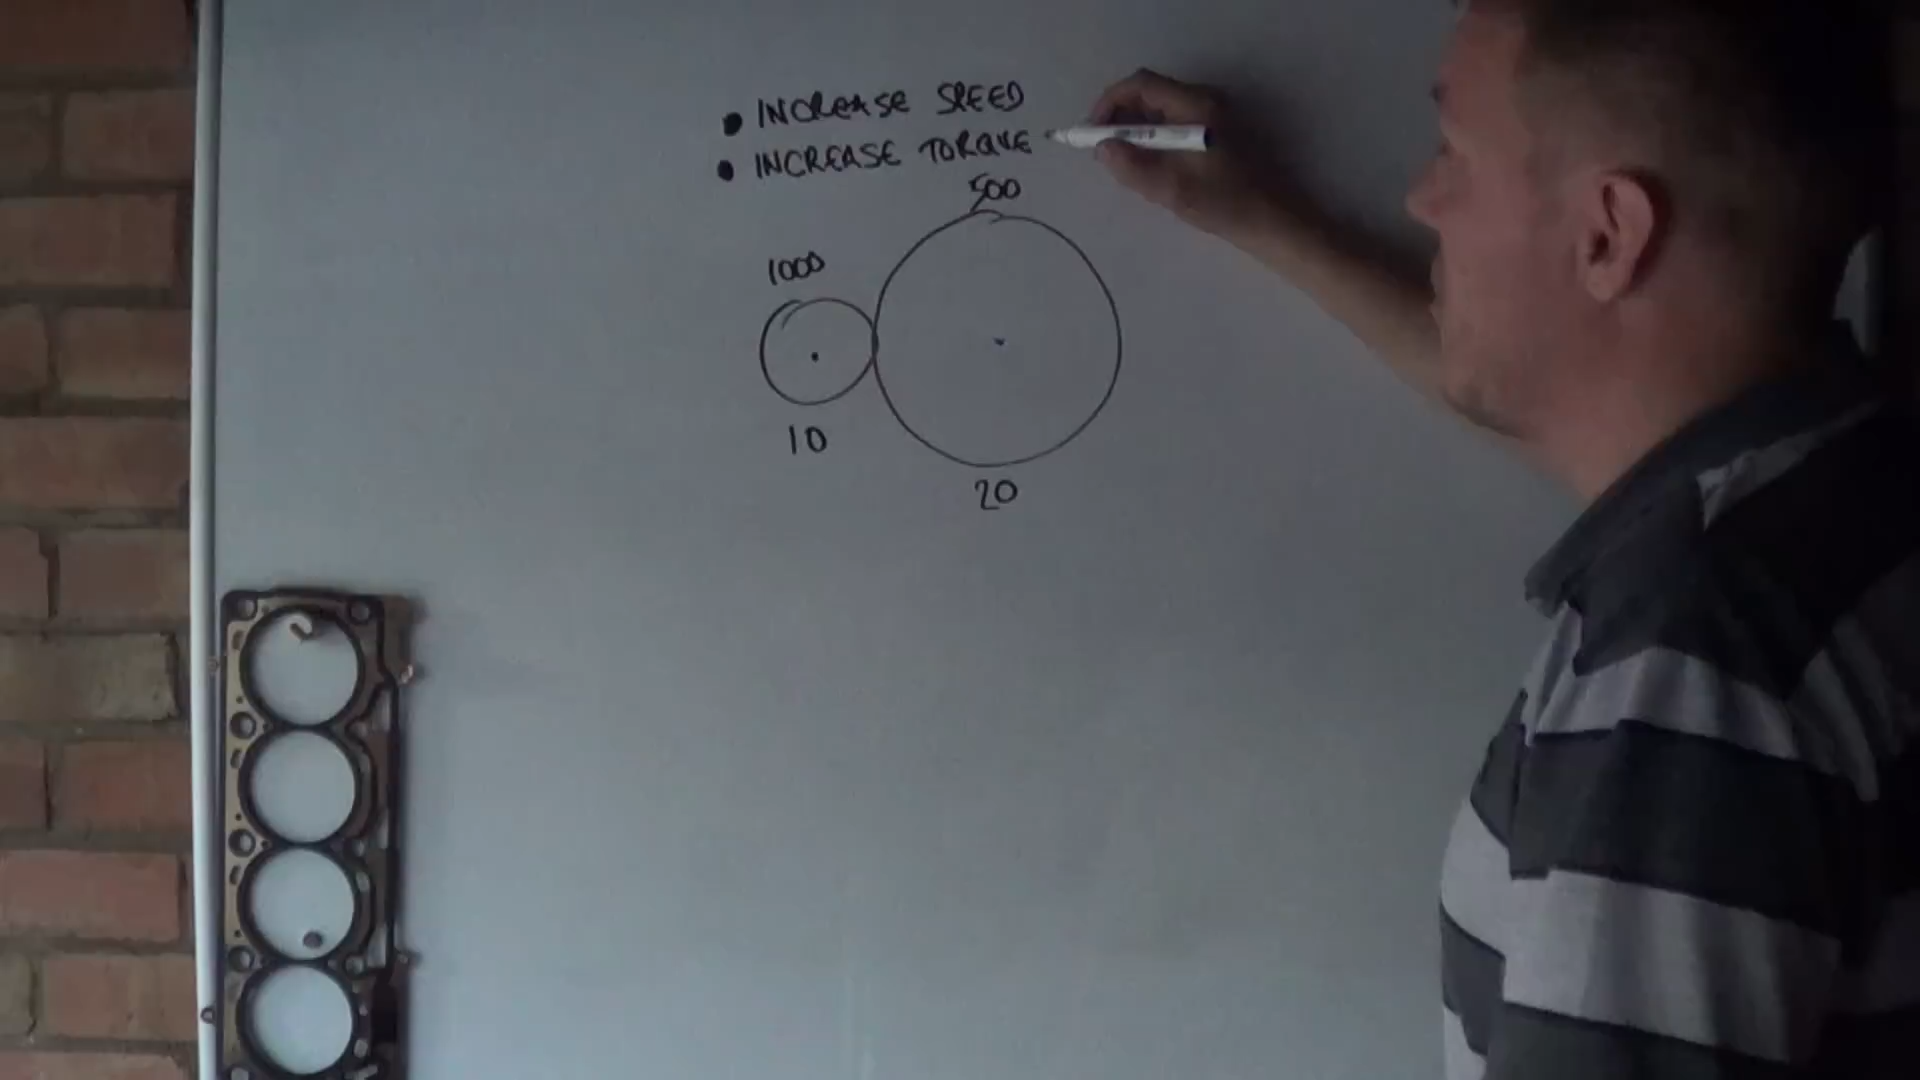 • INCREASE SPEED
• INCREASE TORQUE
500
1000
10
20